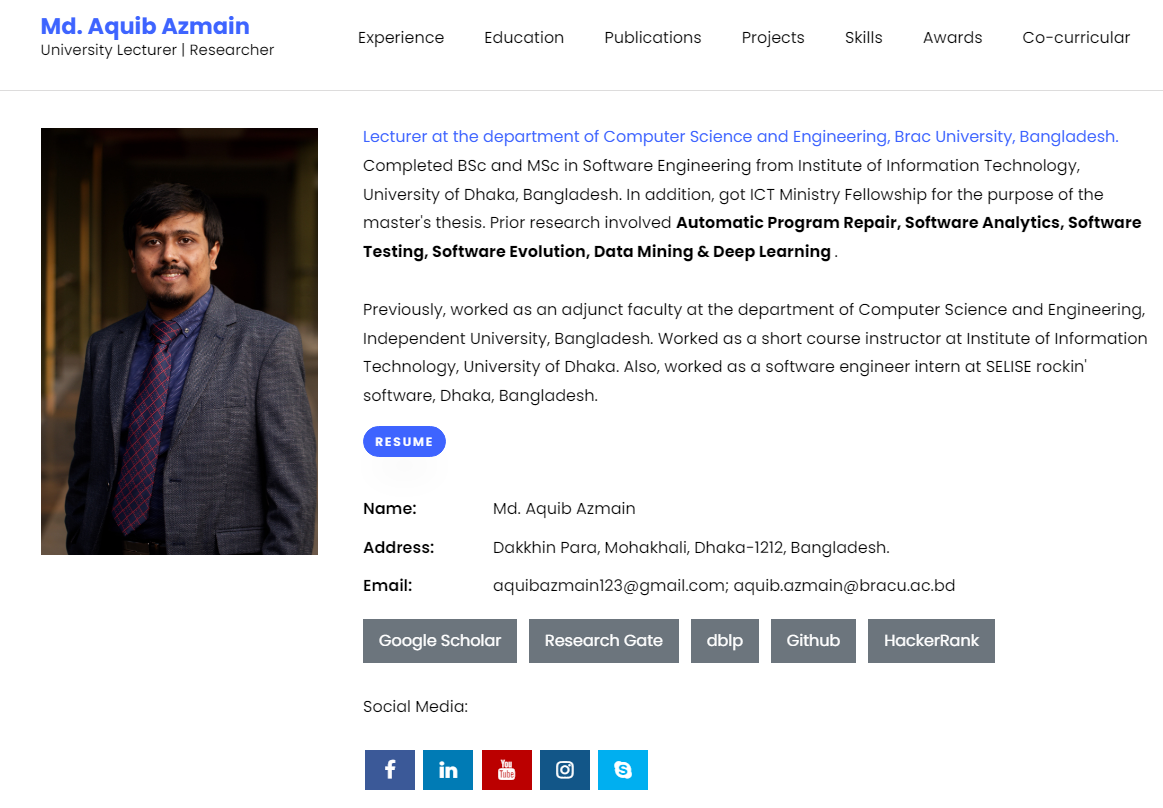 Md. Aquib Azmain
University Lecturer | Researcher
Experience Education Publications Projects Skills Awards Co-curricular
Lecturer at the department of Computer Science and Engineering, Brac University, Bangladesh.
Completed BSc and MSc in Software Engineering from Institute of Information Technology,
University of Dhaka, Bangladesh. In addition, got ICT Ministry Fellowship for the purpose of the
master's thesis. Prior research involved Automatic Program Repair, Software Analytics, Software
Testing, Software Evolution, Data Mining & Deep Learning .
Previously, worked as an adjunct faculty at the department of Computer Science and Engineering,
Independent University, Bangladesh. Worked as a short course instructor at Institute of Information
Technology, University of Dhaka. Also, worked as a software engineer intern at SELISE rockin'
software, Dhaka, Bangladesh.
RESUME
Name: Md. Aquib Azmain
Address: Dakkhin Para, Mohakhali, Dhaka-1212, Bangladesh.
Email: aquibazmain123@gmail.com; aquib.azmain@bracu.ac.bd
Google Scholar Research Gate dblp Github HackerRank
Social Media:
f in You Tube S